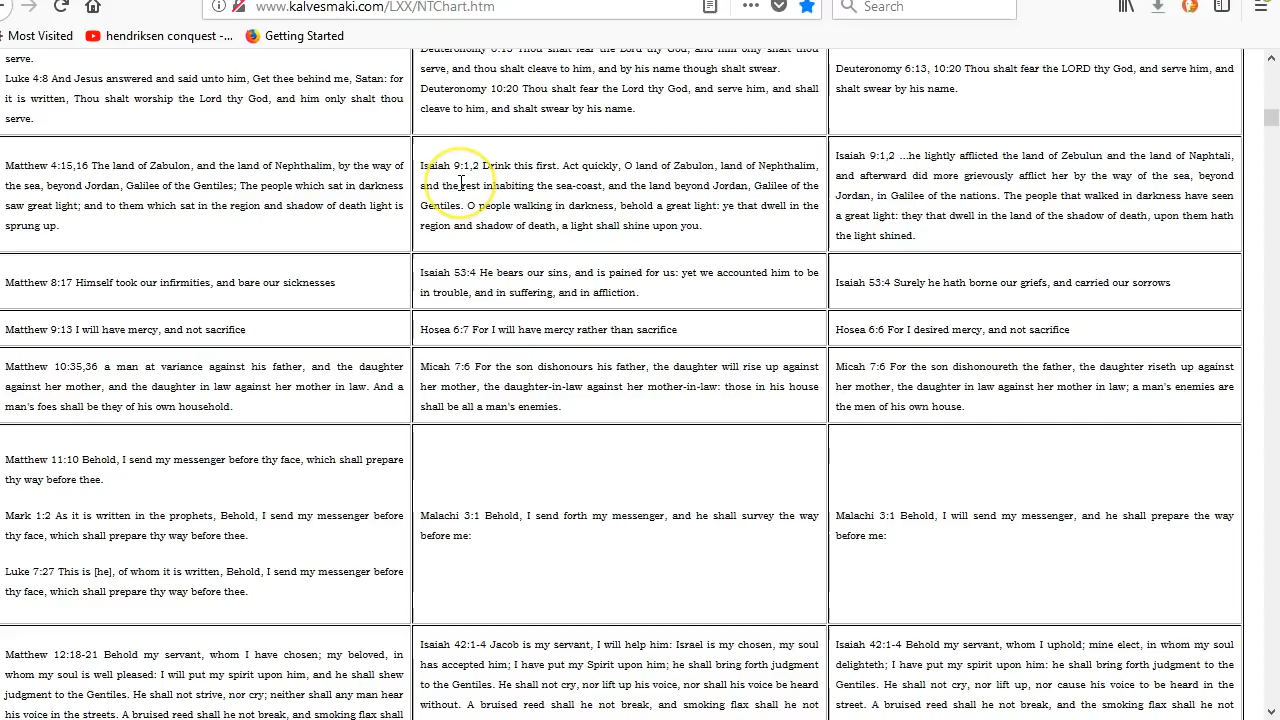 www.kalvesmaki.com/LXX/NTChart.htm
Search
Most Visited
hendriksen conquest -...
Getting Started
serve.
Luke 4:8 And Jesus answered and said unto him, Get thee behind me, Satan: for
it is written, Thou shalt worship the Lord thy God, and him only shalt thou
serve.
Deuteronomy 6:13 Thou shalt fear the Lord thy God, and him only shalt thou
serve, and thou shalt cleave to him, and by his name though shalt swear.
Deuteronomy 10:20 Thou shalt fear the Lord thy God, and serve him, and shall
cleave to him, and shalt swear by his name.
Deuteronomy 6:13, 10:20 Thou shalt fear the LORD thy God, and serve him, and
shalt swear by his name.
Matthew 4:15,16 The land of Zabulon, and the land of Nephthalim, by the way of
the sea, beyond Jordan, Galilee of the Gentiles; The people which sat in darkness
saw great light; and to them which sat in the region and shadow of death light is
sprung up.
Isaiah 9:1,2 Drink this first. Act quickly, O land of Zabulon, land of Nephthalim,
and the rest inhabiting the sea-coast, and the land beyond Jordan, Galilee of the
Gentiles. O people walking in darkness, behold a great light: ye that dwell in the
region and shadow of death, a light shall shine upon you.
Isaiah 9:1,2 ...he lightly afflicted the land of Zebulun and the land of Naphtali,
and afterward did more grievously afflict her by the way of the sea, beyond
Jordan, in Galilee of the nations. The people that walked in darkness have seen
a great light: they that dwell in the land of the shadow of death, upon them hath
the light shined.
Matthew 8:17 Himself took our infirmities, and bare our sicknesses
Isaiah 53:4 He bears our sins, and is pained for us: yet we accounted him to be
in trouble, and in suffering, and in affliction.
Isaiah 53:4 Surely he hath borne our griefs, and carried our sorrows
Matthew 9:13 I will have mercy, and not sacrifice
Hosea 6:7 For I will have mercy rather than sacrifice
Hosea 6:6 For I desired mercy, and not sacrifice
Matthew 10:35,36 a man at variance against his father, and the daughter
against her mother, and the daughter in law against her mother in law. And a
man's foes shall be they of his own household.
Micah 7:6 For the son dishonours his father, the daughter will rise up against
her mother, the daughter-in-law against her mother-in-law: those in his house
shall be all a man's enemies.
Micah 7:6 For the son dishonoureth the father, the daughter riseth up against
her mother, the daughter in law against her mother in law; a man's enemies are
the men of his own house.
Matthew 11:10 Behold, I send my messenger before thy face, which shall prepare
thy way before thee.
Mark 1:2 As it is written in the prophets, Behold, I send my messenger before
thy face, which shall prepare thy way before thee.
Luke 7:27 This is [he], of whom it is written, Behold, I send my messenger before
thy face, which shall prepare thy way before thee.
Malachi 3:1 Behold, I send forth my messenger, and he shall survey the way
before me:
Malachi 3:1 Behold, I will send my messenger, and he shall prepare the way
before me:
Matthew 12:18-21 Behold my servant, whom I have chosen; my beloved, in
whom my soul is well pleased: I will put my spirit upon him, and he shall shew
judgment to the Gentiles. He shall not strive, nor cry; neither shall any man hear
his voice in the streets. A bruised reed shall he not break, and smoking flax shall
Isaiah 42:1-4 Jacob is my servant, I will help him: Israel is my chosen, my soul
has accepted him; I have put my Spirit upon him; he shall bring forth judgment
to the Gentiles. He shall not cry, nor lift up his voice, nor shall his voice be heard
without. A bruised reed shall he not break, and smoking flax shall he not
Isaiah 42:1-4 Behold my servant, whom I uphold; mine elect, in whom my soul
delighteth; I have put my spirit upon him: he shall bring forth judgment to the
Gentiles. He shall not cry, nor lift up, nor cause his voice to be heard in the
street. A bruised reed shall he not break, and the smoking flax shall he not